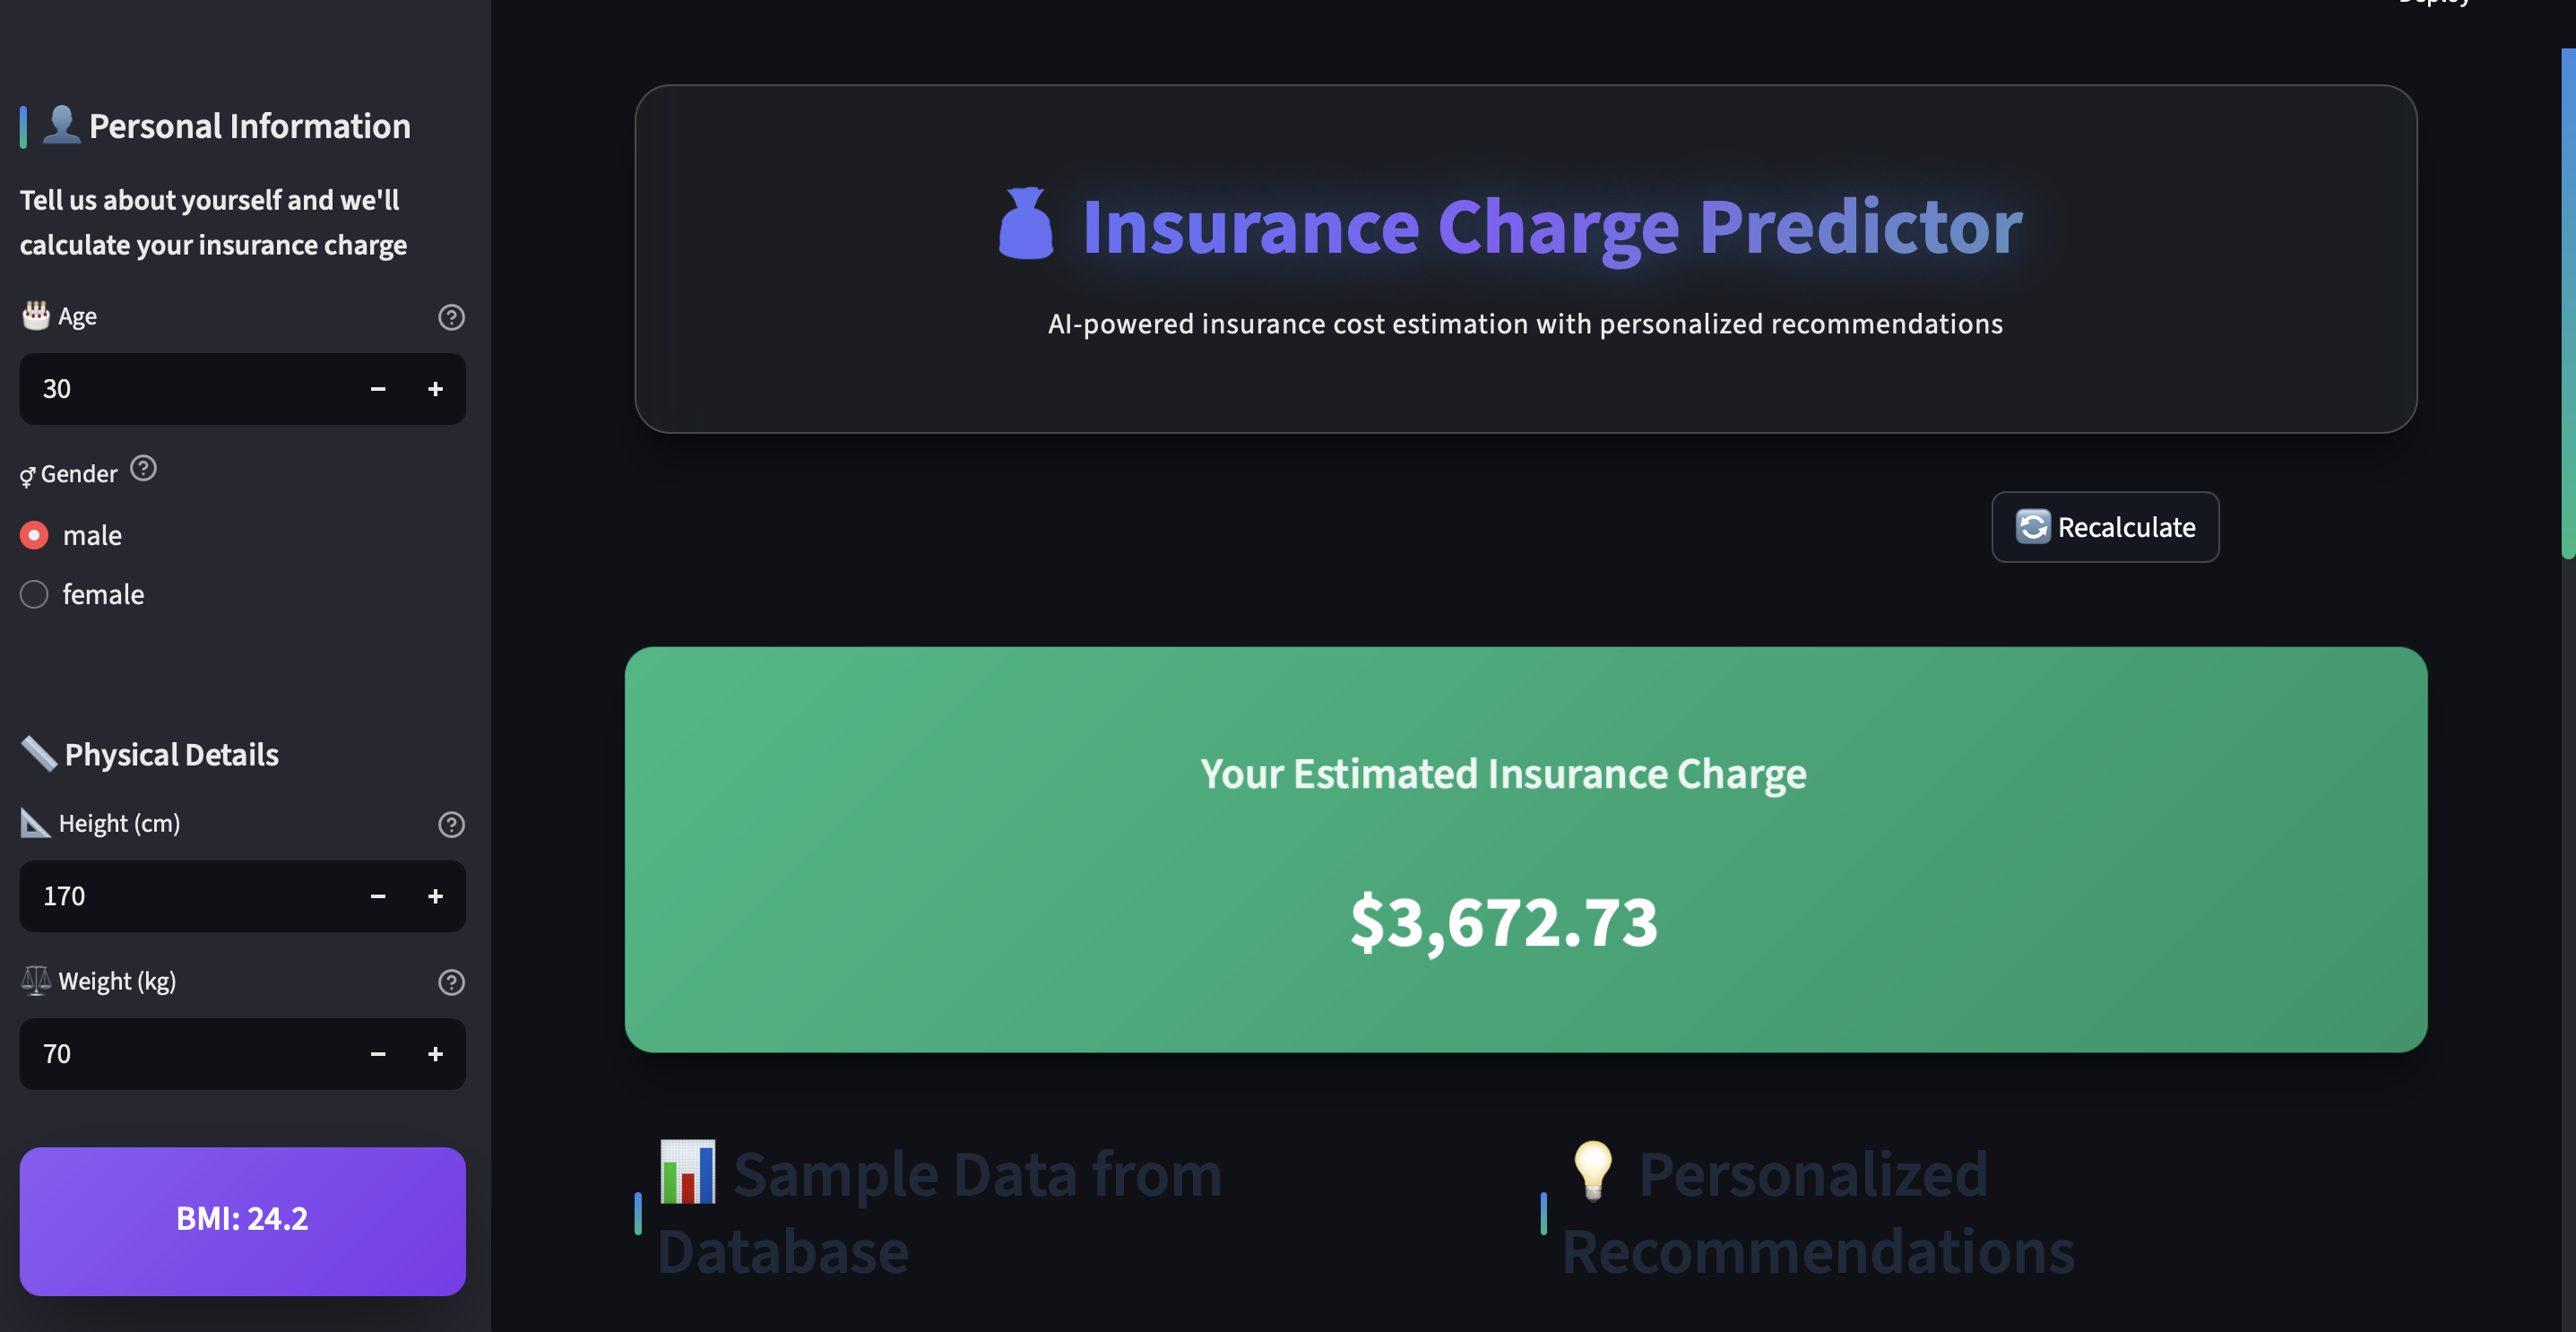 Deploy
Personal Information
Tell us about yourself and we'll
calculate your insurance charge
Age
30
Gender
male
female
Physical Details
Height (cm)
170
Weight (kg)
70
BMI: 24.2
Insurance Charge Predictor
AI-powered insurance cost estimation with personalized recommendations
Recalculate
Your Estimated Insurance Charge
$3,672.73
Sample Data from
Database
Personalized
Recommendations